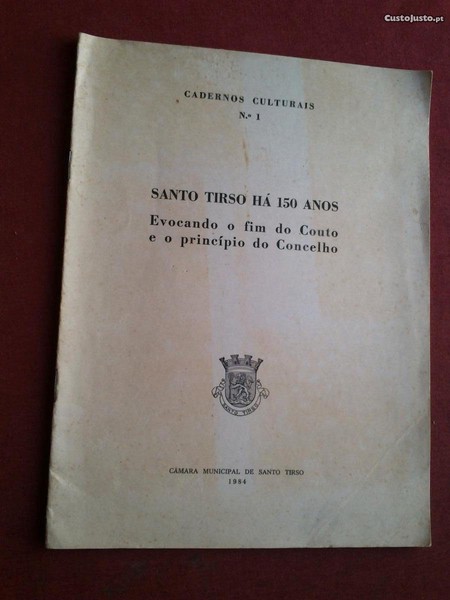 CustoJusto.pt
CADERNOS CULTURAIS
N.º 1
SANTO TIRSO HÁ 150 ANOS
Evocando o fim do Couto
e o princípio do Concelho
SANTO TIRSO
CÂMARA MUNICIPAL DE SANTO TIRSO
1984